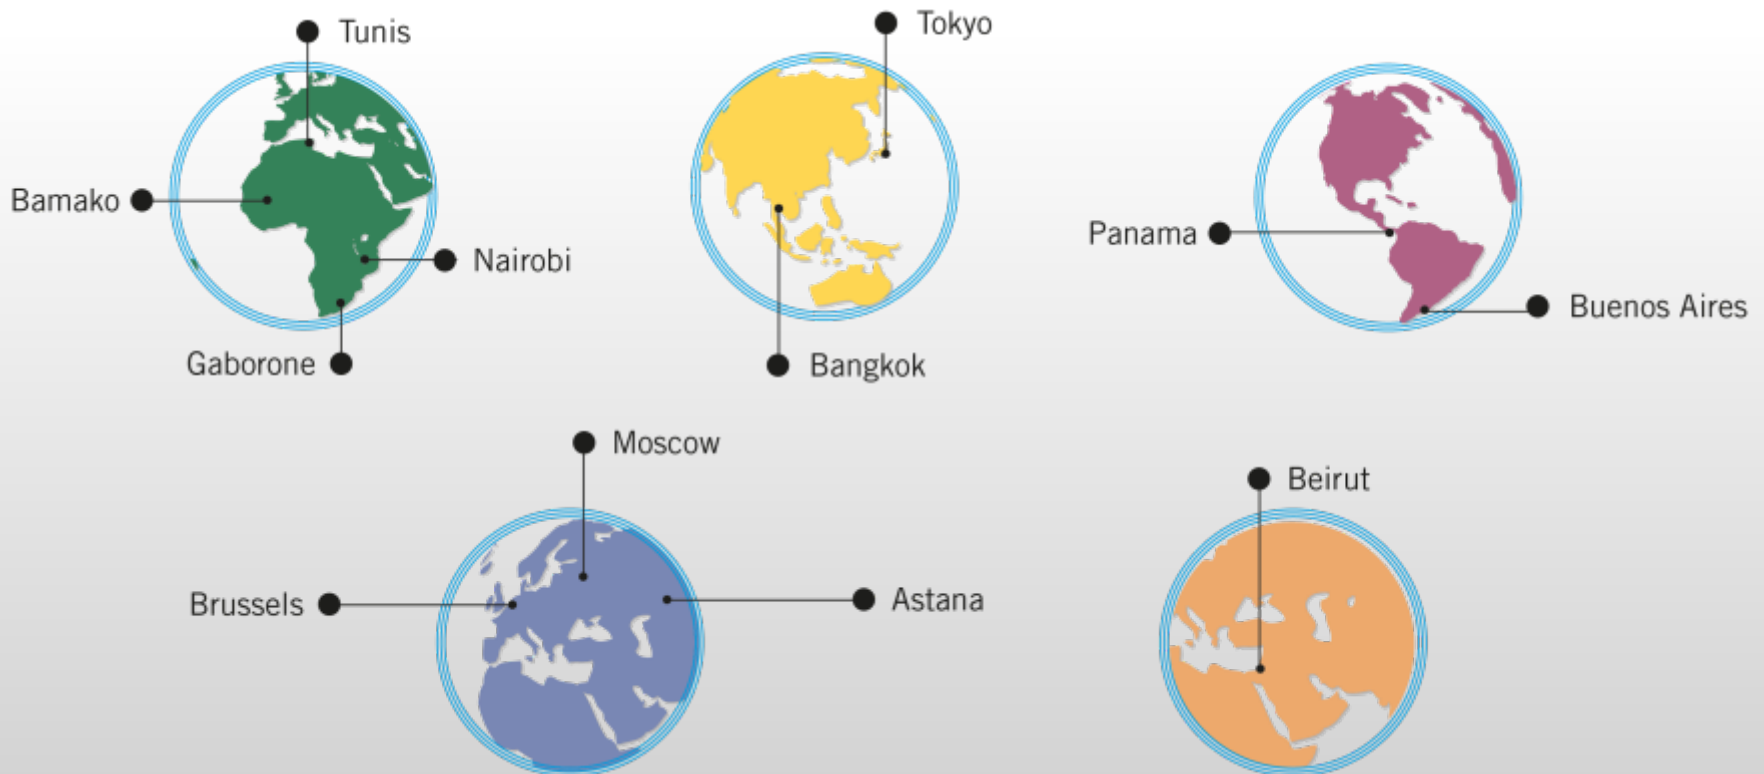 Tunis
Tokyo
Bamako
Panama
Nairobi
Buenos Aires
Gaborone
Bangkok
Moscow
Beirut
Brussels
Astana